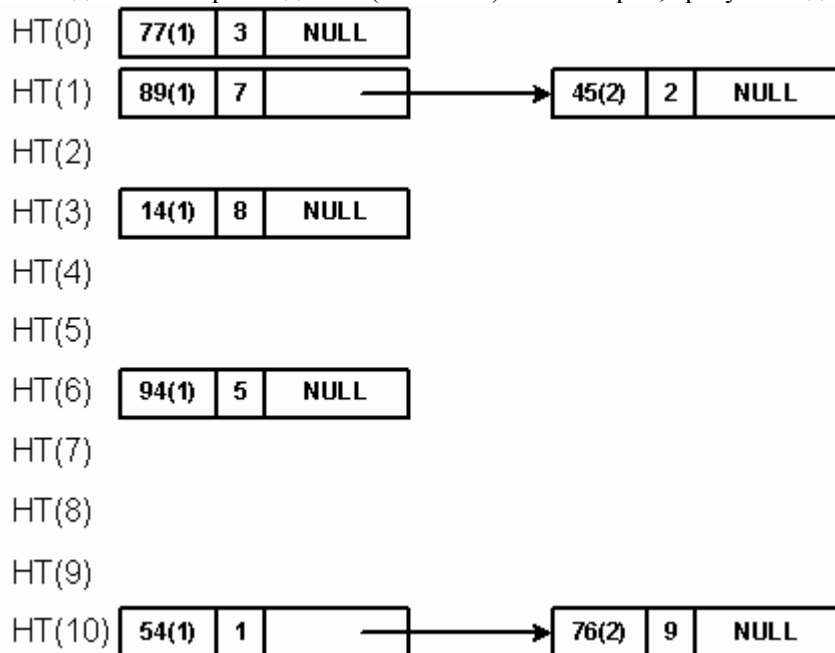 HT(0) 77(1) 3 NULL
HT(1) 89(1) 7 45(2) 2 NULL
HT(2)
HT(3) 14(1) 8 NULL
HT(4)
HT(5)
HT(6) 94(1) 5 NULL
HT(7)
HT(8)
HT(9)
HT(10) 54(1) 1 76(2) 9 NULL